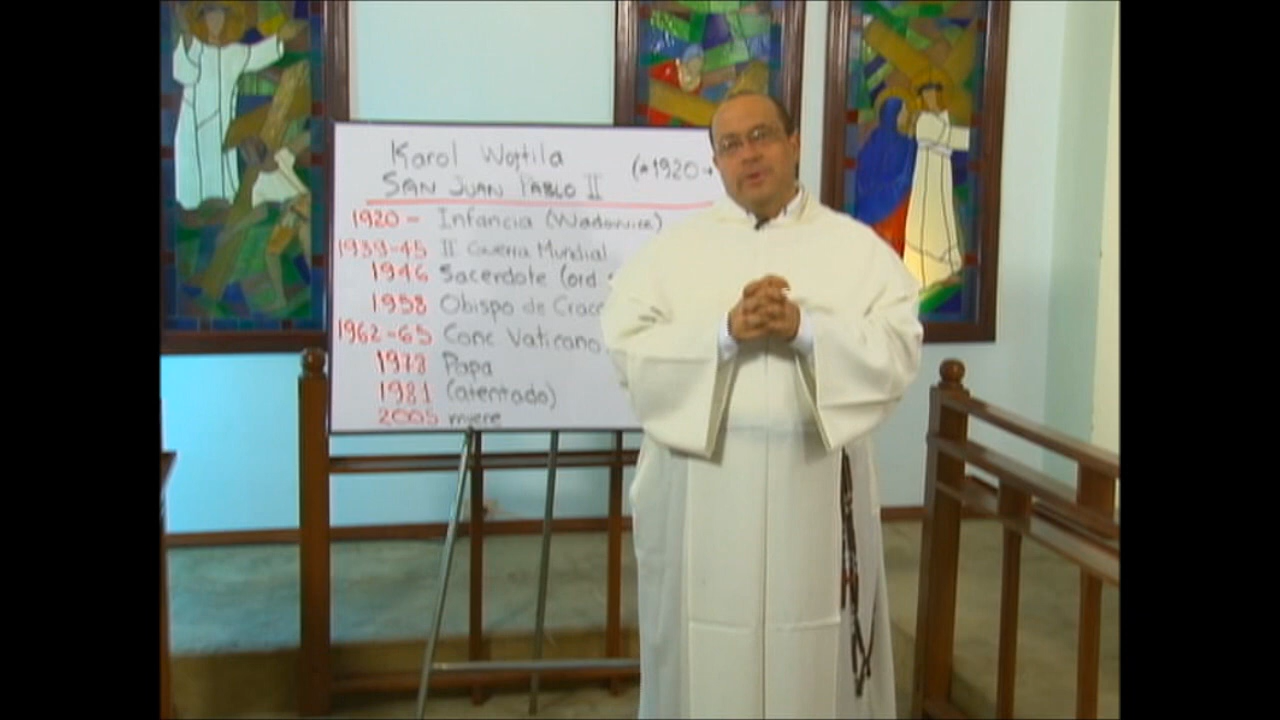 Karol Wojtila (*1920
SAN JUAN PABLO II
1920 - Infancia (Wadowice)
1939-45 II Guerra Mundial
1946 Sacerdote (ord
1958 Obispo de Craco
1962-65 Conc Vaticano
1978 Papa
1981 (atentado)
2005 muere